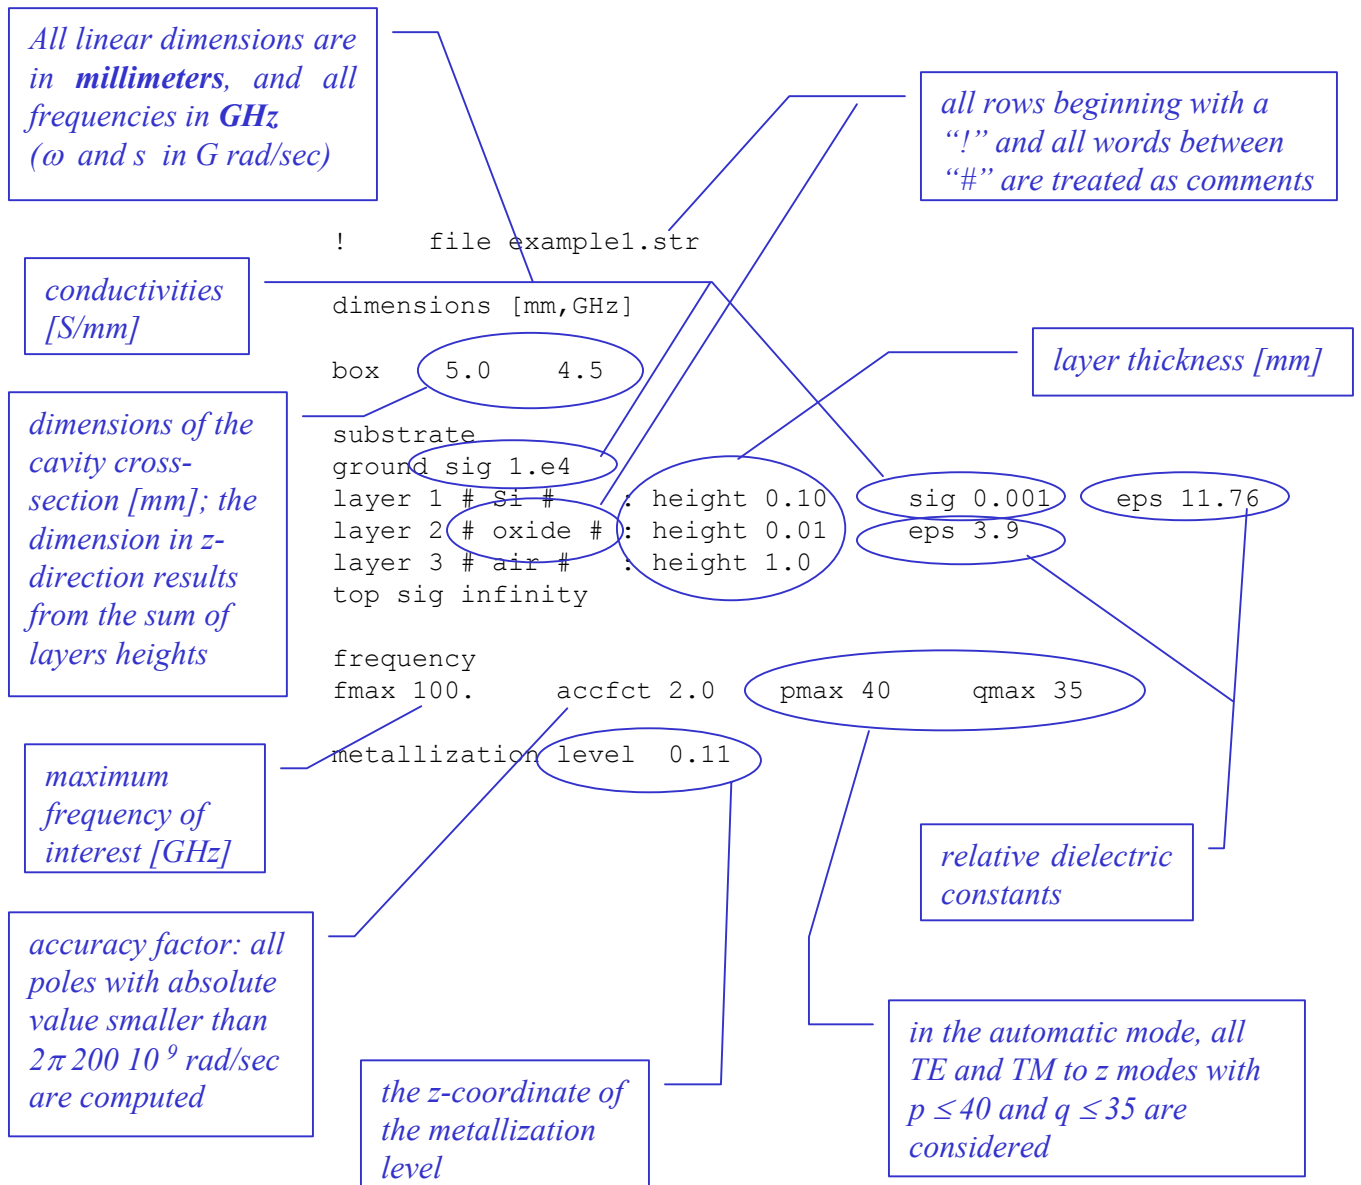 All linear dimensions are
in millimeters, and all
frequencies in GHz
(ω and s in G rad/sec)
all rows beginning with a
“!” and all words between
“#” are treated as comments
! file example1.str
conductivities
[S/mm]
dimensions [mm,GHz]
layer thickness [mm]
box 5.0 4.5
dimensions of the
cavity cross-
section [mm]; the
dimension in z-
direction results
from the sum of
layers heights
substrate
ground sig 1.e4
layer 1 # Si # : height 0.10 sig 0.001 eps 11.76
layer 2 # oxide # : height 0.01 eps 3.9
layer 3 # air # : height 1.0
top sig infinity
frequency
fmax 100. accfct 2.0 pmax 40 qmax 35
metallization level 0.11
maximum
frequency of
interest [GHz]
relative dielectric
constants
accuracy factor: all
poles with absolute
value smaller than
2π 200 10 ⁹ rad/sec
are computed
the z-coordinate of
the metallization
level
in the automatic mode, all
TE and TM to z modes with
p ≤ 40 and q ≤ 35 are
considered